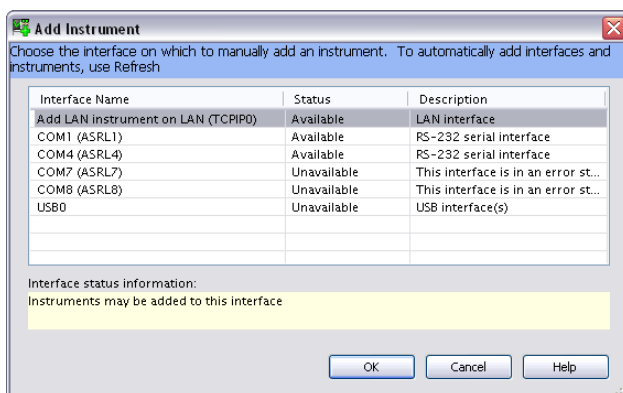 Add Instrument
Choose the interface on which to manually add an instrument. To automatically add interfaces and
instruments, use Refresh
Interface Name Status Description
Add LAN instrument on LAN (TCPIP0) Available LAN interface
COM1 (ASRL1) Available RS-232 serial interface
COM4 (ASRL4) Available RS-232 serial interface
COM7 (ASRL7) Unavailable This interface is in an error st...
COM8 (ASRL8) Unavailable This interface is in an error st...
USB0 Unavailable USB interface(s)
Interface status information:
Instruments may be added to this interface
OK Cancel Help